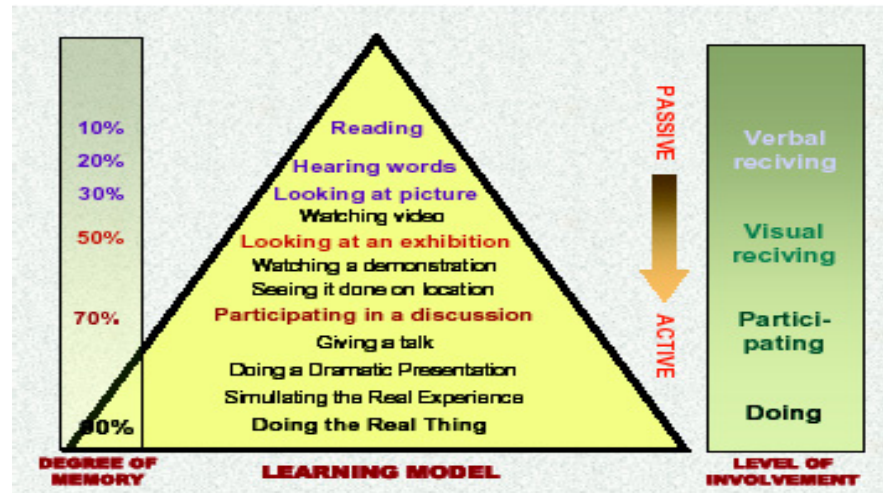 10%
20%
30%
50%
70%
90%
DEGREE OF
MEMORY
Reading
Hearing words
Looking at picture
Watching video
Looking at an exhibition
Watching a demonstration
Seeing it done on location
Participating in a discussion
Giving a talk
Doing a Dramatic Presentation
Simullating the Real Experience
Doing the Real Thing
LEARNING MODEL
PASSIVE
ACTIVE
Verbal
reciving
Visual
reciving
Partici-
pating
Doing
LEVEL OF
INVOLVEMENT